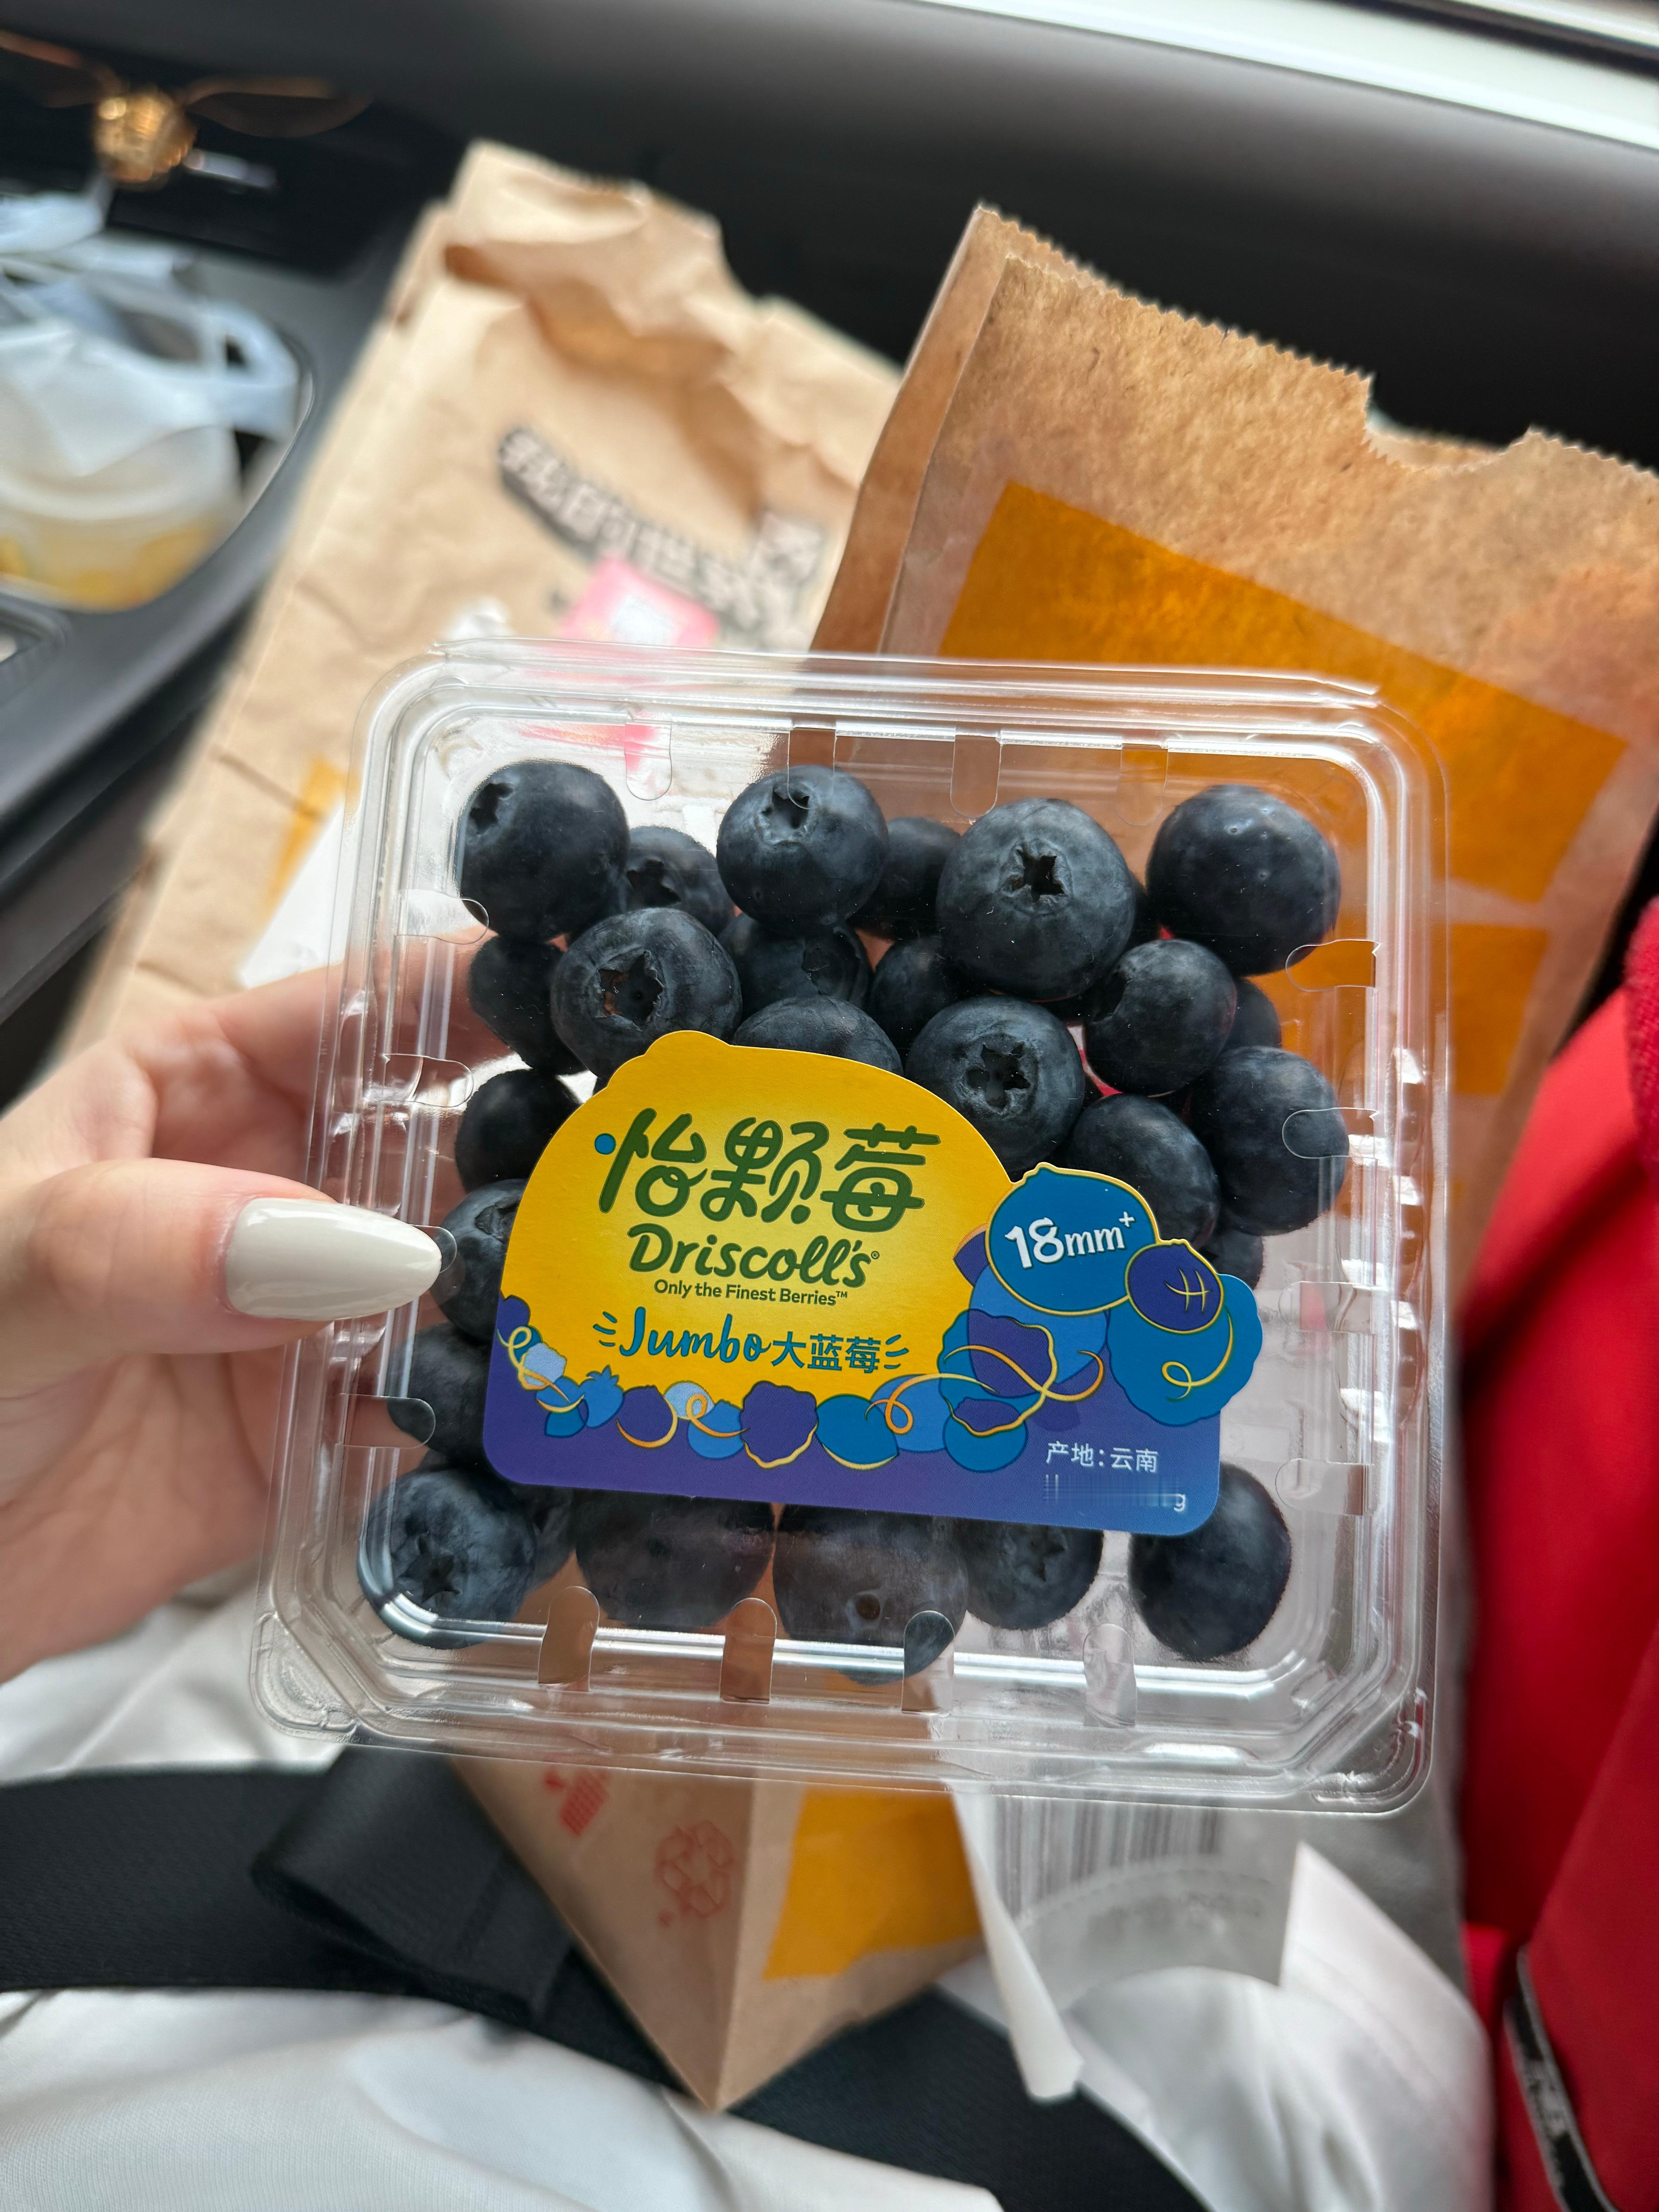 怡颗莓
Driscoll's®
Only the Finest Berries™
Jumbo大蓝莓
18mm+
产地：云南